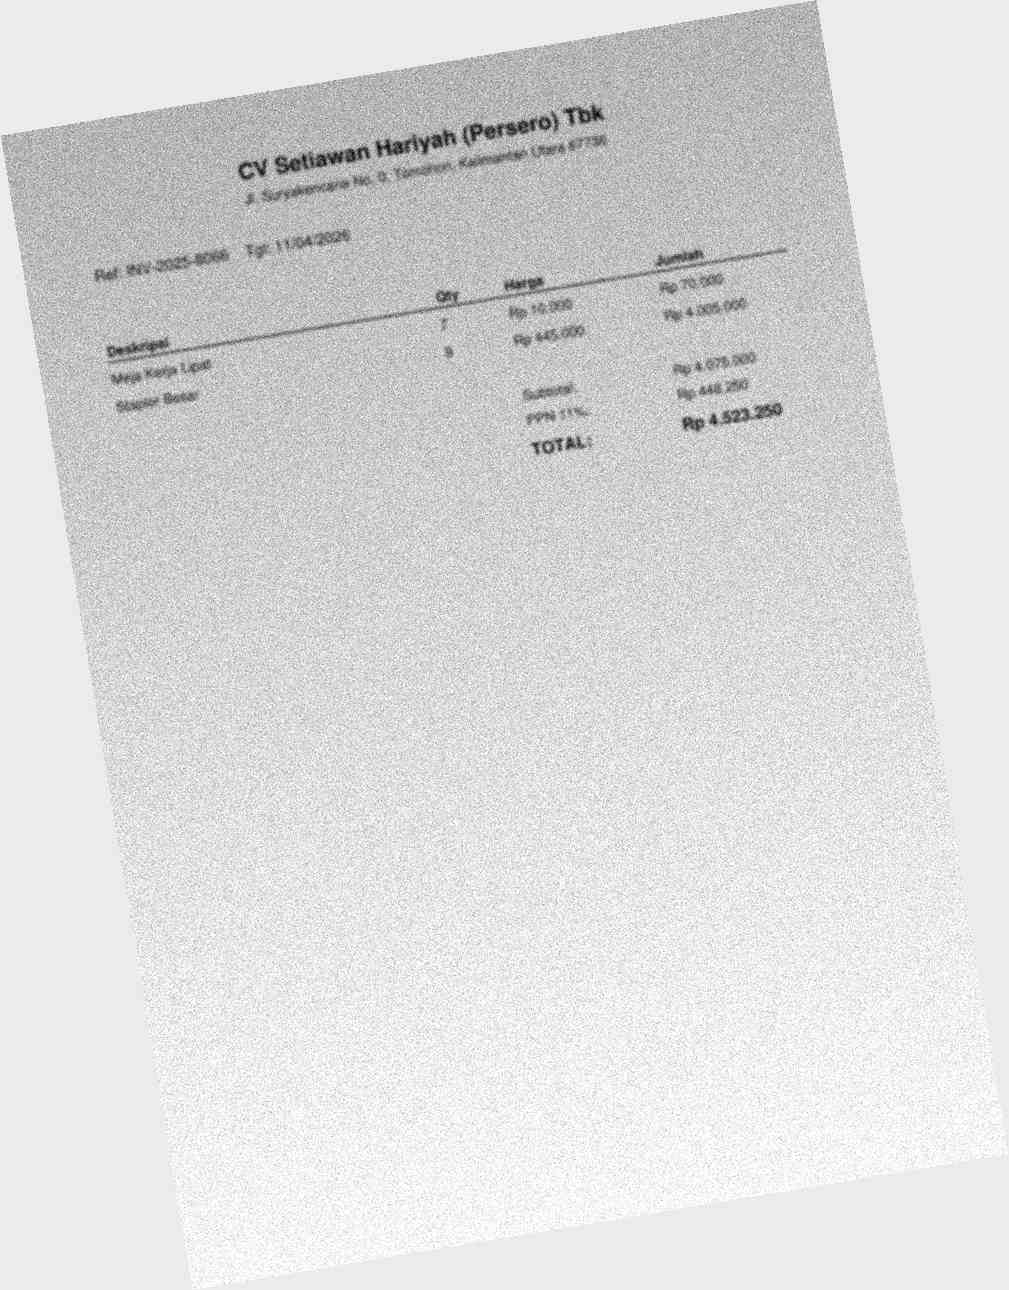 CV Setiawan Hariyah (Persero) Tbk
Jl. Suryakencana No. 0, Tomohon, Kalimantan Utara
Ref: INV-2025-8066 Tgl: 11/04/2026
Deskripsi Qty Harga Jumlah
Meja Kerja Lipat 7 Rp 10.000 Rp 70.000
Stapler Besar 9 Rp 445.000 Rp 4.005.000
Subtotal: Rp 4.075.000
PPN 11%: Rp 448.250
TOTAL: Rp 4.523.250